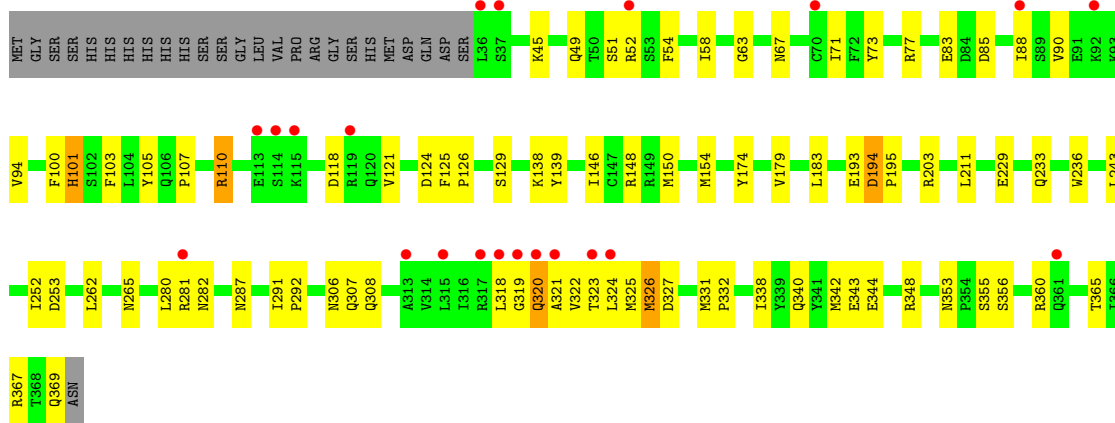 MET GLY SER SER HIS HIS HIS HIS HIS HIS SER SER GLY LEU VAL PRO ARG GLY SER HIS MET ASP GLN ASP SER L36 S37 K45 Q49 T50 S51 R52 S53 F54 I58 G63 N67 C70 I71 F72 Y73 R77 E83 D84 D85 I88 S89 V90 E91 K92 K93
V94 F100 H101 S102 F103 L104 Y105 Q106 P107 R110 E113 S114 K115 D118 R119 Q120 V121 D124 F125 P126 S129 K138 Y139 I146 C147 R148 R149 M150 M154 Y174 V179 L183 E193 D194 P195 R203 L211 E229 Q233 W236 L243
I252 D253 L262 N265 L280 R281 N282 N287 I291 P292 N306 Q307 Q308 A313 V314 L315 I316 R317 L318 G319 Q320 A321 V322 T323 L324 M325 M326 D327 M331 P332 I338 Y339 Q340 Y341 M342 E343 E344 R348 N353 P354 S355 S356 R360 Q361 T365 I366
R367 T368 Q369 ASN